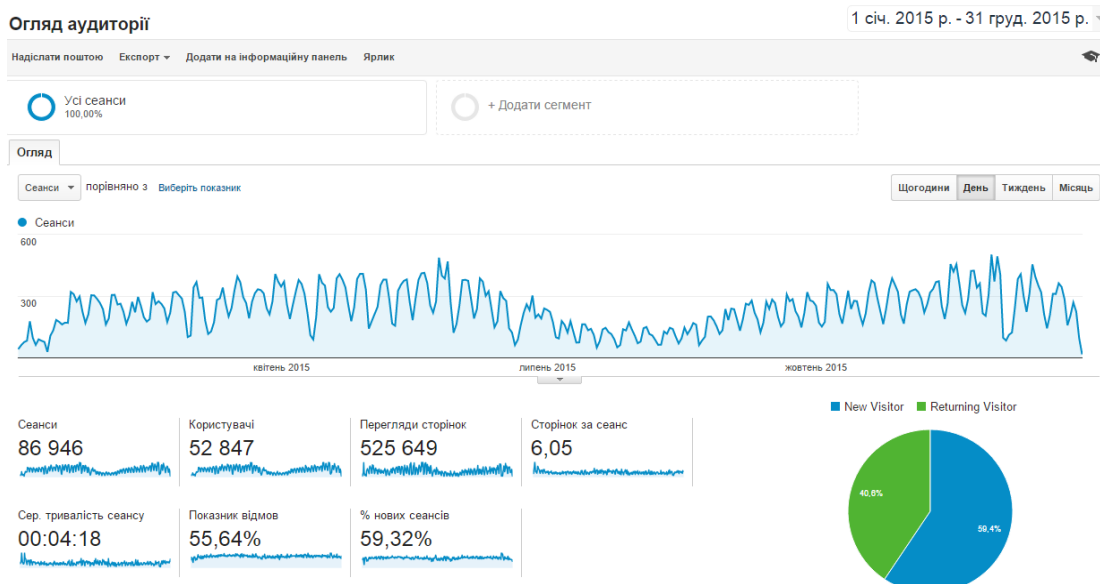 Огляд аудиторії
1 січ. 2015 р. - 31 груд. 2015 р.
Надіслати поштою Експорт Додати на інформаційну панель Ярлик
Усі сеанси
100,00%
+ Додати сегмент
Огляд
Сеанси порівняно з Виберіть показник
Щогодини День Тиждень Місяць
Сеанси
600
300
квітень 2015 липень 2015 жовтень 2015
New Visitor Returning Visitor
Сеанси Користувачі Перегляди сторінок Сторінок за сеанс
86 946 52 847 525 649 6,05
40,6%
59,4%
Сер. тривалість сеансу Показник відмов % нових сеансів
00:04:18 55,64% 59,32%